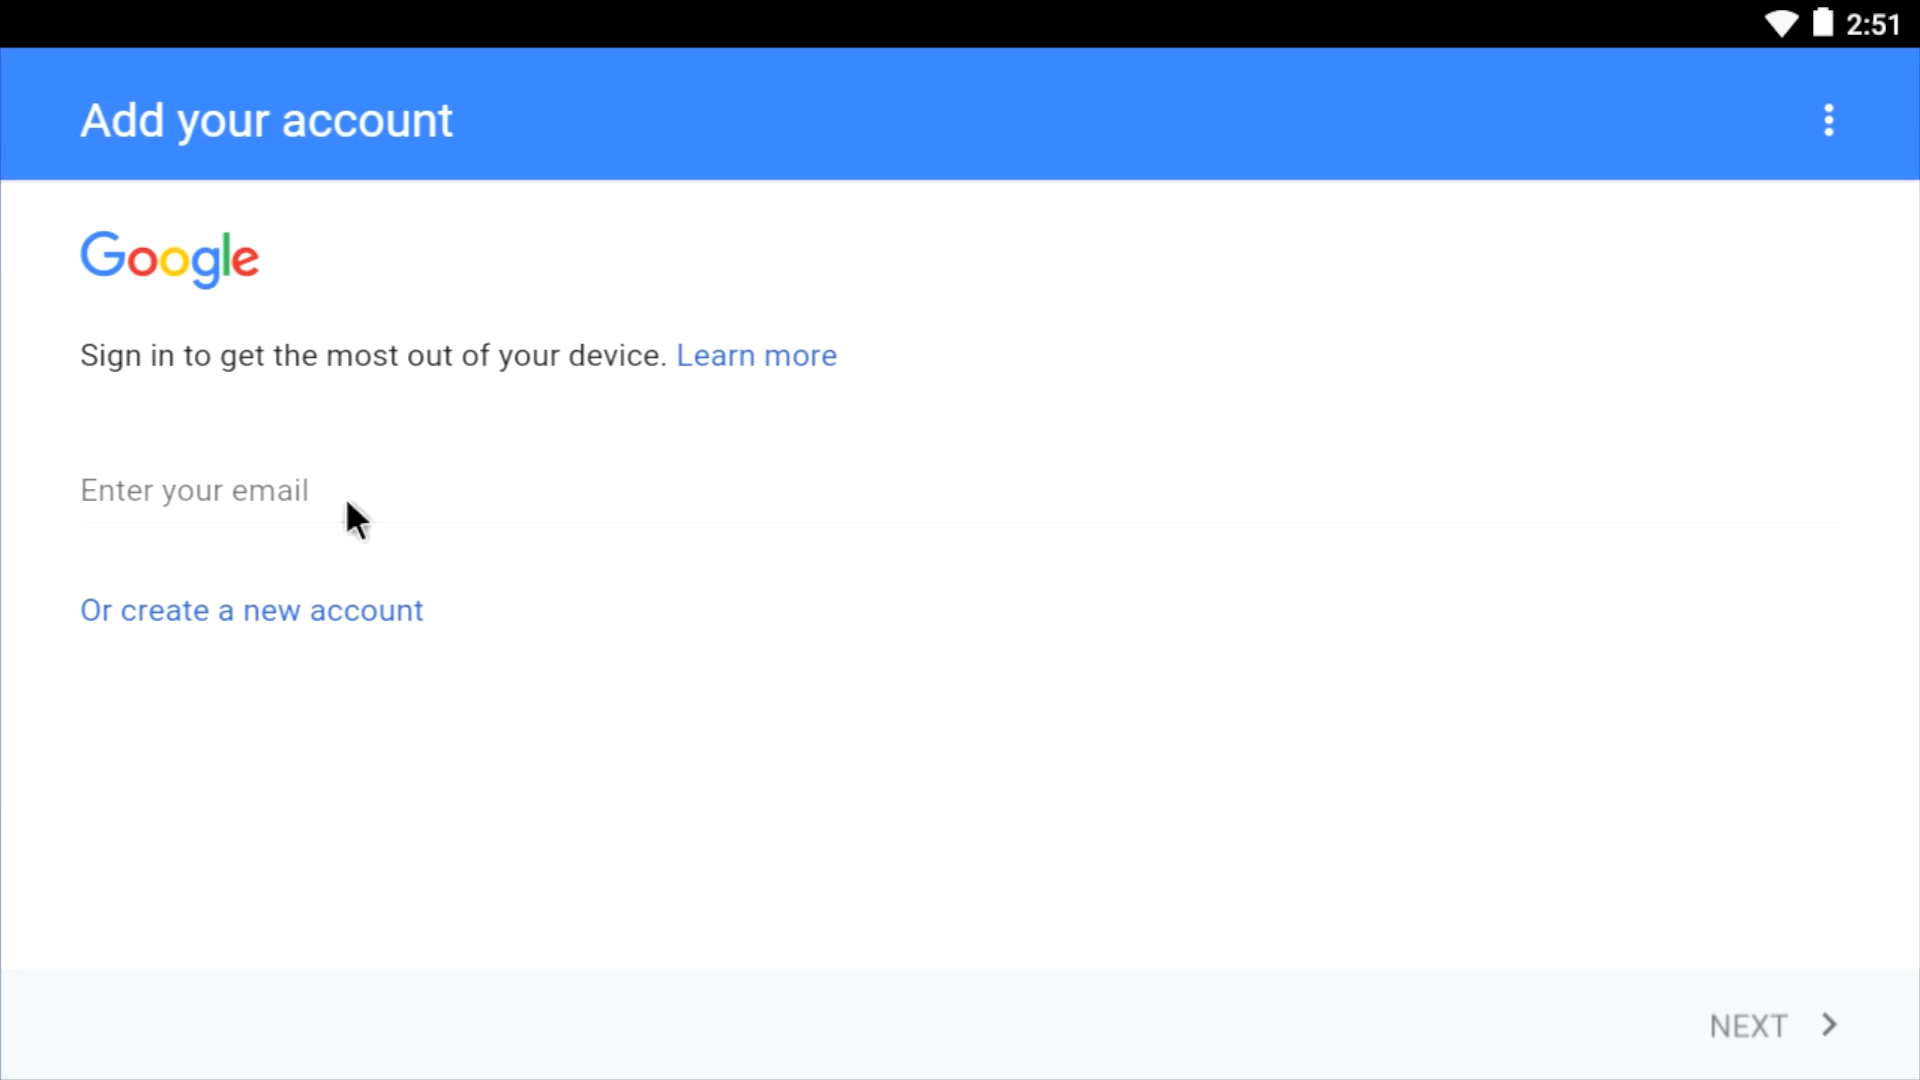 2:51
Add your account
Google
Sign in to get the most out of your device. Learn more
Enter your email
Or create a new account
NEXT